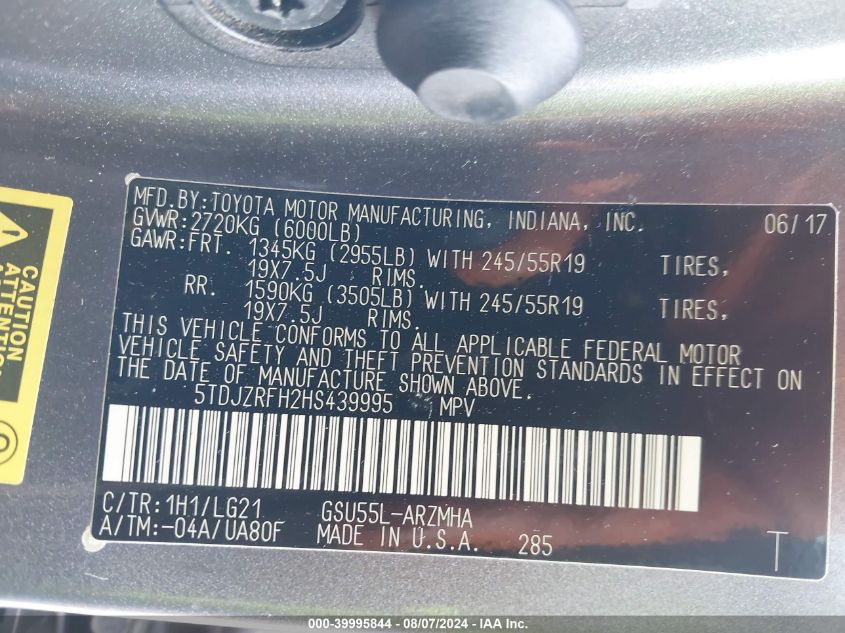 MFD.BY:TOYOTA MOTOR MANUFACTURING, INDIANA, INC. 06/17
GVWR:2720KG (6000LB)
GAWR:FRT. 1345KG (2955LB) WITH 245/55R19 TIRES,
19X7.5J RIMS.
RR. 1590KG (3505LB) WITH 245/55R19 TIRES,
19X7.5J RIMS.
THIS VEHICLE CONFORMS TO ALL APPLICABLE FEDERAL MOTOR
VEHICLE SAFETY AND THEFT PREVENTION STANDARDS IN EFFECT ON
THE DATE OF MANUFACTURE SHOWN ABOVE.
5TDJZRFH2HS439995 MPV
C/TR:1H1/LG21 GSU55L-ARZMHA
A/TM:-04A/UA80F MADE IN U.S.A. 285 T
CAUTION
ATTENTION
000-39995844 | 08/07/2024 - IAA Inc.